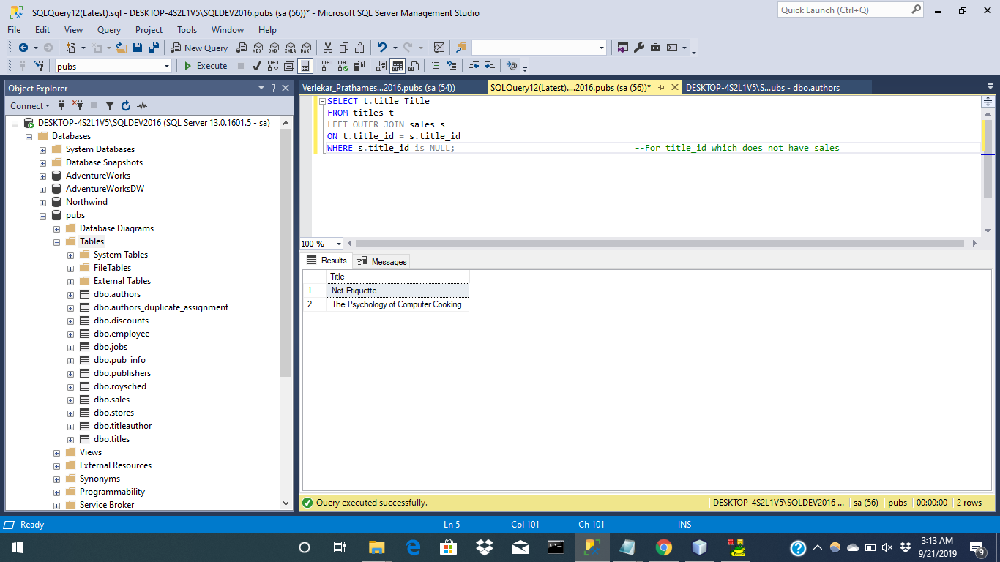 SQLQuery12(Latest).sql - DESKTOP-4S2L1V5\SQLDEV2016.pubs (sa (56))* - Microsoft SQL Server Management Studio
Quick Launch (Ctrl+Q)
File Edit View Query Project Tools Window Help
New Query MDX DMX XMLA DAX
pubs Execute
Object Explorer
Verlekar_Prathames...2016.pubs (sa (54)) SQLQuery12(Latest)....2016.pubs (sa (56))* DESKTOP-4S2L1V5\S...ubs - dbo.authors
Connect
DESKTOP-4S2L1V5\SQLDEV2016 (SQL Server 13.0.1601.5 - sa)
Databases
System Databases
Database Snapshots
AdventureWorks
AdventureWorksDW
Northwind
pubs
Database Diagrams
Tables
System Tables
FileTables
External Tables
dbo.authors
dbo.authors_duplicate_assignment
dbo.discounts
dbo.employee
dbo.jobs
dbo.pub_info
dbo.publishers
dbo.roysched
dbo.sales
dbo.stores
dbo.titleauthor
dbo.titles
Views
External Resources
Synonyms
Programmability
Service Broker
SELECT t.title Title
FROM titles t
LEFT OUTER JOIN sales s
ON t.title_id = s.title_id
WHERE s.title_id is NULL; --For title_id which does not have sales
100 %
Results Messages
Title
1 Net Etiquette
2 The Psychology of Computer Cooking
Query executed successfully. DESKTOP-4S2L1V5\SQLDEV2016 ... sa (56) pubs 00:00:00 2 rows
Ready Ln 5 Col 101 Ch 101 INS
3:13 AM
9/21/2019
9